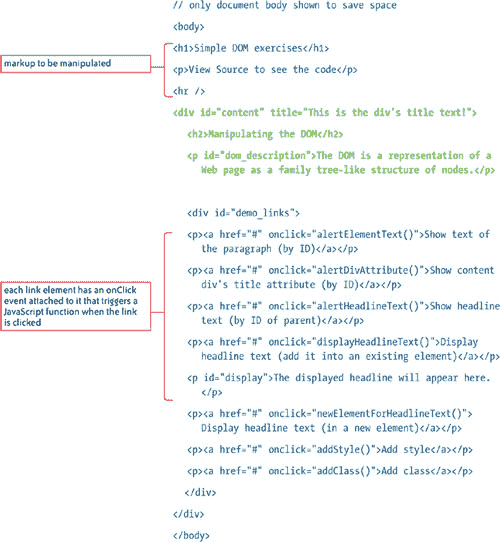 // only document body shown to save space
<body>
markup to be manipulated
<h1>Simple DOM exercises</h1>
<p>View Source to see the code</p>
<hr />
<div id="content" title="This is the div's title text!">
<h2>Manipulating the DOM</h2>
<p id="dom_description">The DOM is a representation of a
Web page as a family tree-like structure of nodes.</p>
<div id="demo_links">
each link element has an onClick
event attached to it that triggers a
JavaScript function when the link
is clicked
<p><a href="#" onclick="alertElementText()">Show text of
the paragraph (by ID)</a></p>
<p><a href="#" onclick="alertDivAttribute()">Show content
div's title attribute (by ID)</a></p>
<p><a href="#" onclick="alertHeadlineText()">Show headline
text (by ID of parent)</a></p>
<p><a href="#" onclick="displayHeadlineText()">Display
headline text (add it into an existing element)</a></p>
<p id="display">The displayed headline will appear here.
</p>
<p><a href="#" onclick="newElementForHeadlineText()">
Display headline text (in a new element)</a></p>
<p><a href="#" onclick="addStyle()">Add style</a></p>
<p><a href="#" onclick="addClass()">Add class</a></p>
</div>
</div>
</body>